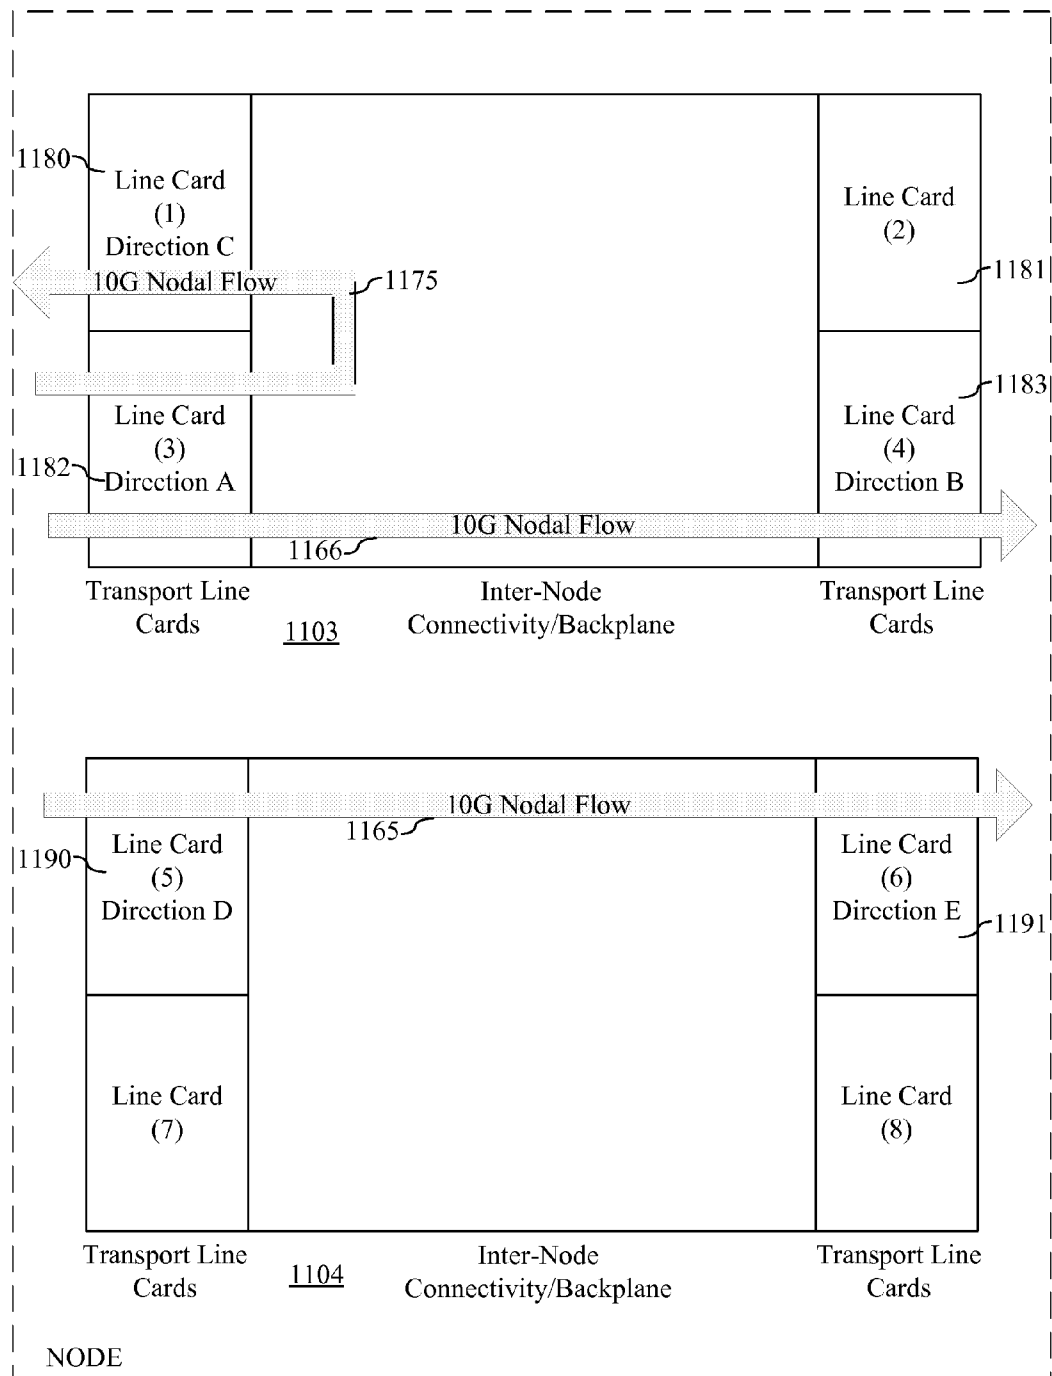 1180
Line Card
(1)
Direction C
10G Nodal Flow
1175
Line Card
(2)
1181
1183
Line Card
(3)
Direction A
1182
Line Card
(4)
Direction B
10G Nodal Flow
1166
Transport Line
Cards
1103
Inter-Node
Connectivity/Backplane
Transport Line
Cards
10G Nodal Flow
1165
1190
Line Card
(5)
Direction D
Line Card
(6)
Direction E
1191
Line Card
(7)
Line Card
(8)
Transport Line
Cards
1104
Inter-Node
Connectivity/Backplane
Transport Line
Cards
NODE